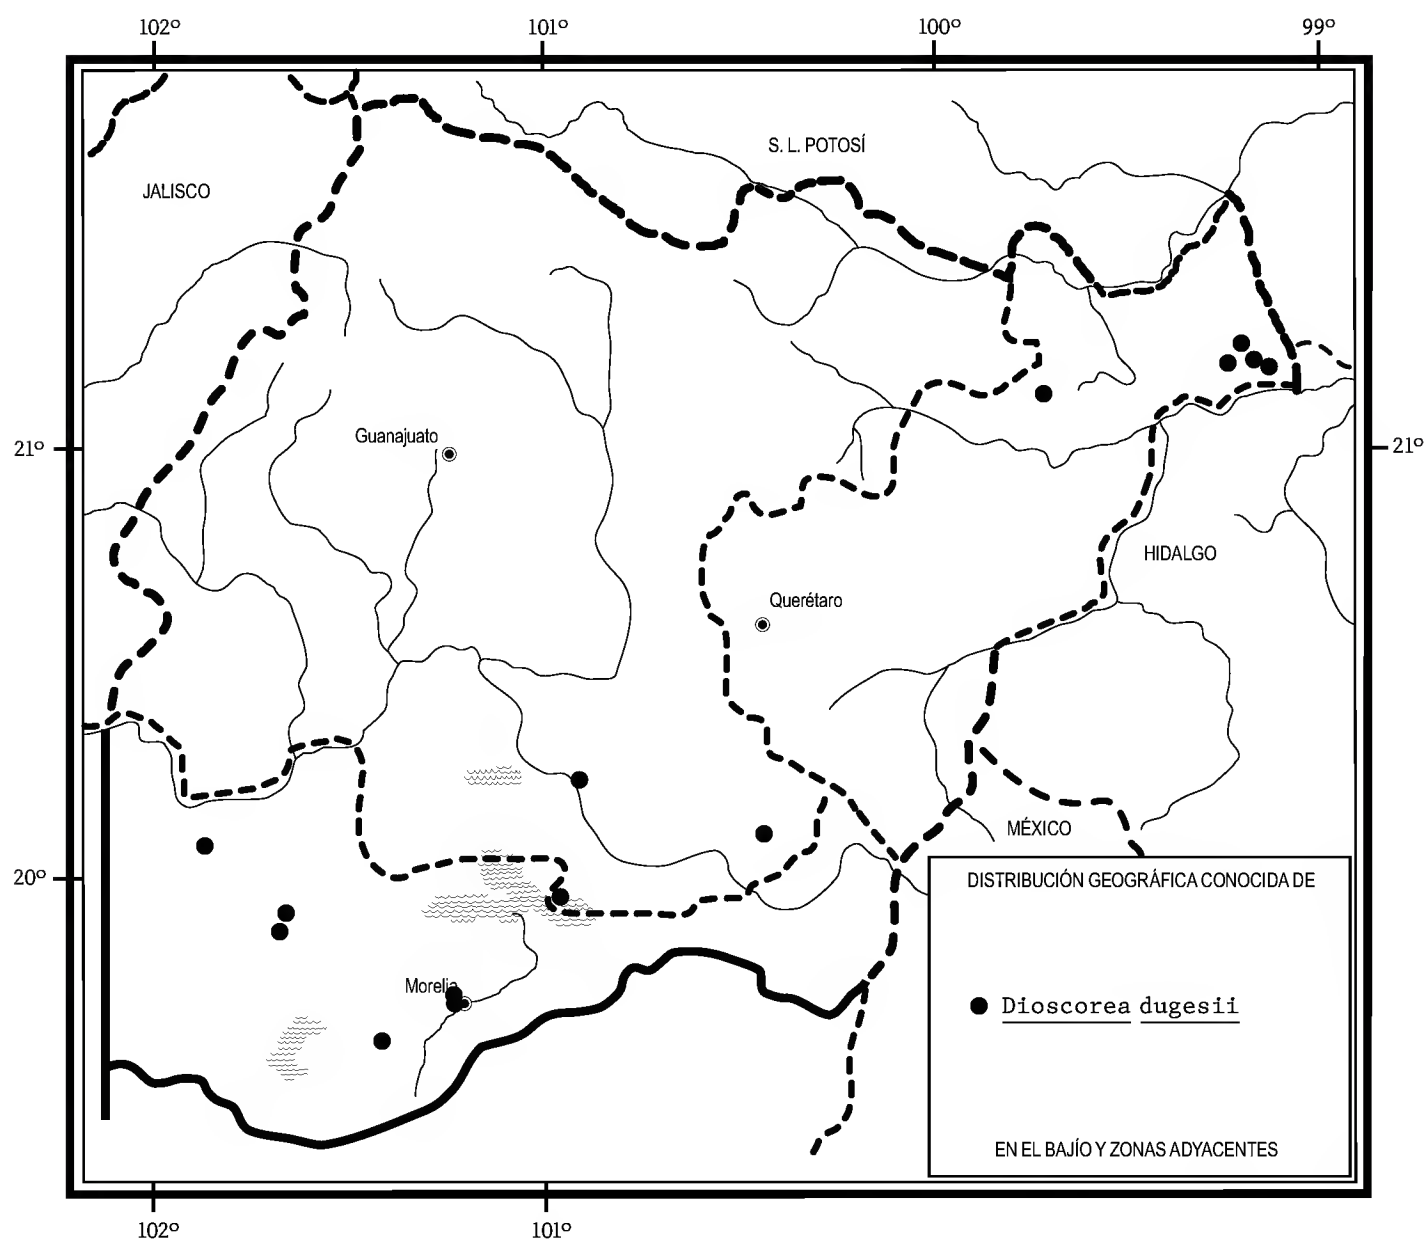 102º 101º 100º 99º
S. L. POTOSÍ
JALISCO
Guanajuato
21º 21º
HIDALGO
Querétaro
MÉXICO
20º
DISTRIBUCIÓN GEOGRÁFICA CONOCIDA DE
Morelia
Dioscorea dugesii
EN EL BAJÍO Y ZONAS ADYACENTES
102º 101º